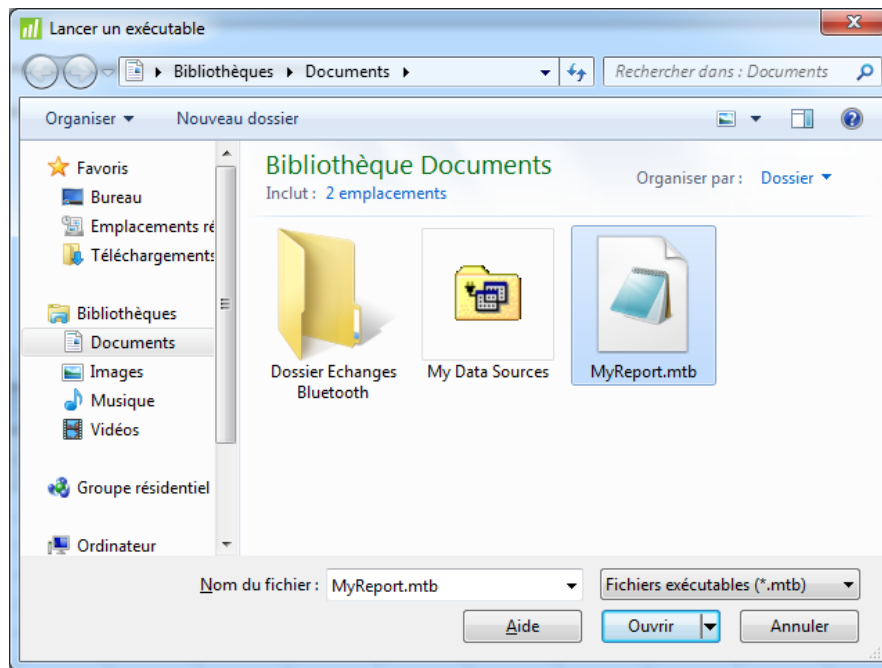 Lancer un exécutable
Bibliothèques Documents
Rechercher dans : Documents
Organiser Nouveau dossier
Favoris
Bureau
Emplacements ré
Téléchargements
Bibliothèques
Documents
Images
Musique
Vidéos
Groupe résidentiel
Ordinateur
Bibliothèque Documents
Inclut : 2 emplacements
Organiser par : Dossier
Dossier Echanges
Bluetooth
My Data Sources
MyReport.mtb
Nom du fichier : MyReport.mtb
Fichiers exécutables (*.mtb)
Aide
Ouvrir
Annuler